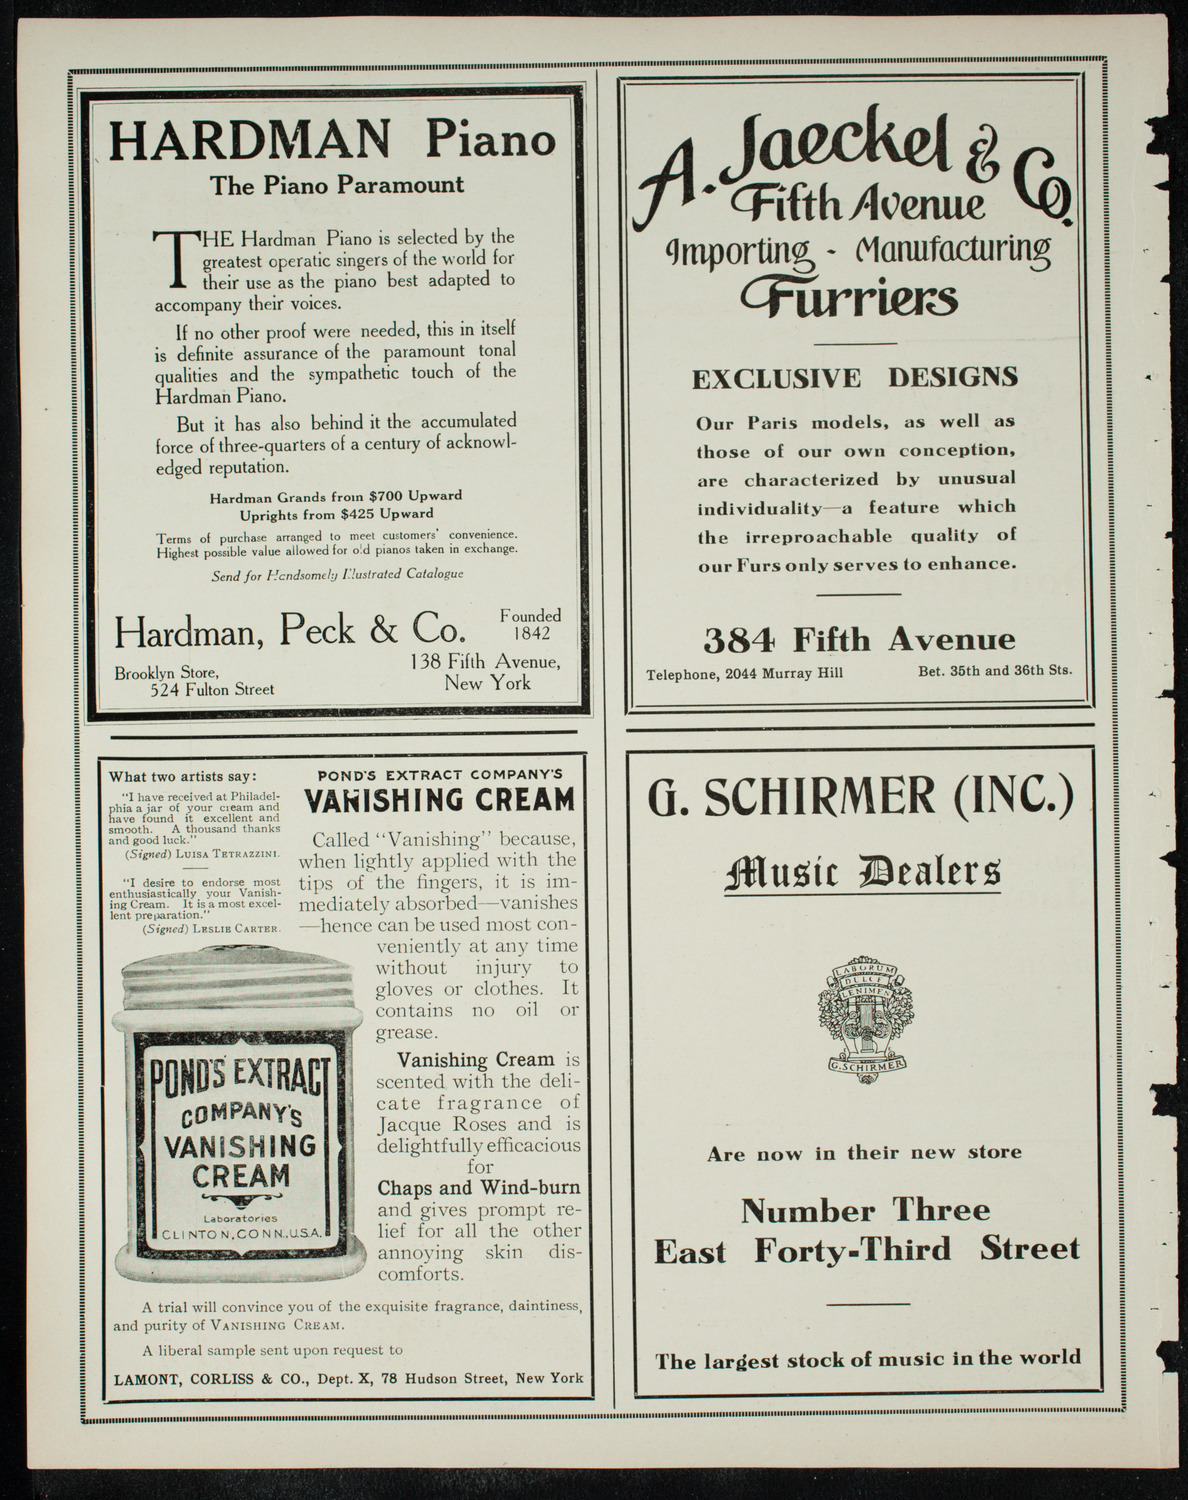 HARDMAN Piano
The Piano Paramount
THE Hardman Piano is selected by the
greatest operatic singers of the world for
their use as the piano best adapted to
accompany their voices.
If no other proof were needed, this in itself
is definite assurance of the paramount tonal
qualities and the sympathetic touch of the
Hardman Piano.
But it has also behind it the accumulated
force of three-quarters of a century of acknowl-
edged reputation.
Hardman Grands from $700 Upward
Uprights from $425 Upward
Terms of purchase arranged to meet customers' convenience.
Highest possible value allowed for old pianos taken in exchange.
Send for Handsomely Illustrated Catalogue
Hardman, Peck & Co.
Founded
1842
Brooklyn Store,
524 Fulton Street
138 Fifth Avenue,
New York
A. Jaeckel & Co.
Fifth Avenue
Importing - Manufacturing
Furriers
EXCLUSIVE DESIGNS
Our Paris models, as well as
those of our own conception,
are characterized by unusual
individuality—a feature which
the irreproachable quality of
our Furs only serves to enhance.
384 Fifth Avenue
Telephone, 2044 Murray Hill
Bet. 35th and 36th Sts.
What two artists say:
"I have received at Philadel-
phia a jar of your cream and
have found it excellent and
smooth. A thousand thanks
and good luck."
(Signed) LUISA TETRAZZINI.
"I desire to endorse most
enthusiastically your Vanish-
ing Cream. It is a most excel-
lent preparation."
(Signed) LESLIE CARTER.
POND'S EXTRACT COMPANY'S
VANISHING CREAM
Called "Vanishing" because,
when lightly applied with the
tips of the fingers, it is im-
mediately absorbed—vanishes
—hence can be used most con-
veniently at any time
without injury to
gloves or clothes. It
contains no oil or
grease.
Vanishing Cream is
scented with the deli-
cate fragrance of
Jacque Roses and is
delightfully efficacious
for
Chaps and Wind-burn
and gives prompt re-
lief for all the other
annoying skin dis-
comforts.
POND'S EXTRACT
COMPANY'S
VANISHING
CREAM
Laboratories
CLINTON, CONN., U.S.A.
A trial will convince you of the exquisite fragrance, daintiness,
and purity of VANISHING CREAM.
A liberal sample sent upon request to
LAMONT, CORLISS & CO., Dept. X, 78 Hudson Street, New York
G. SCHIRMER (INC.)
Music Dealers
LABORUM
DULCE
LENIMEN
G. SCHIRMER
Are now in their new store
Number Three
East Forty-Third Street
The largest stock of music in the world